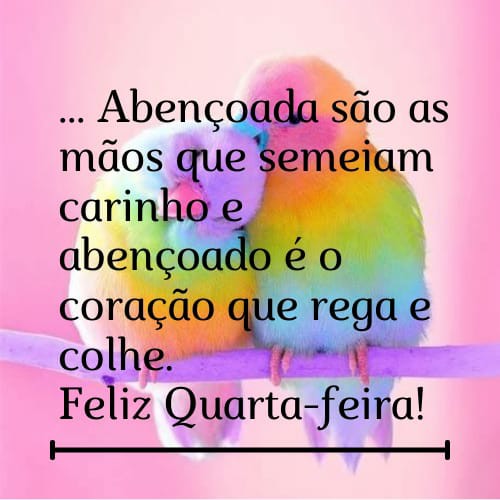 ... Abençoada são as
mãos que semeiam
carinho e
abençoado é o
coração que rega e
colhe.
Feliz Quarta-feira!